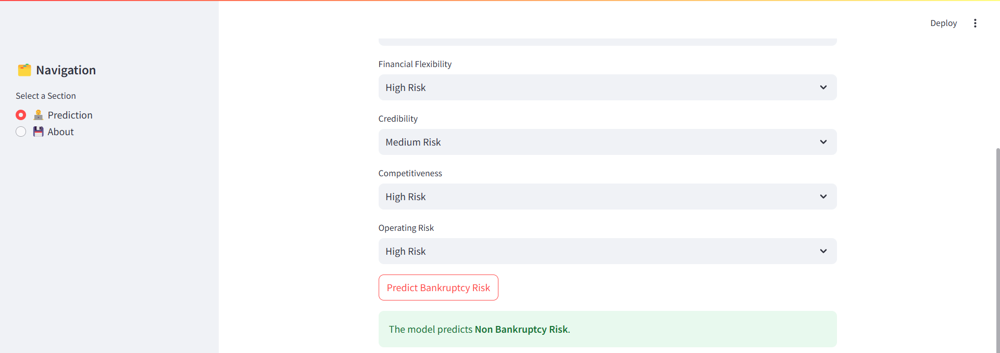 Deploy
Navigation
Select a Section
Prediction
About
Financial Flexibility
High Risk
Credibility
Medium Risk
Competitiveness
High Risk
Operating Risk
High Risk
Predict Bankruptcy Risk
The model predicts Non Bankruptcy Risk.